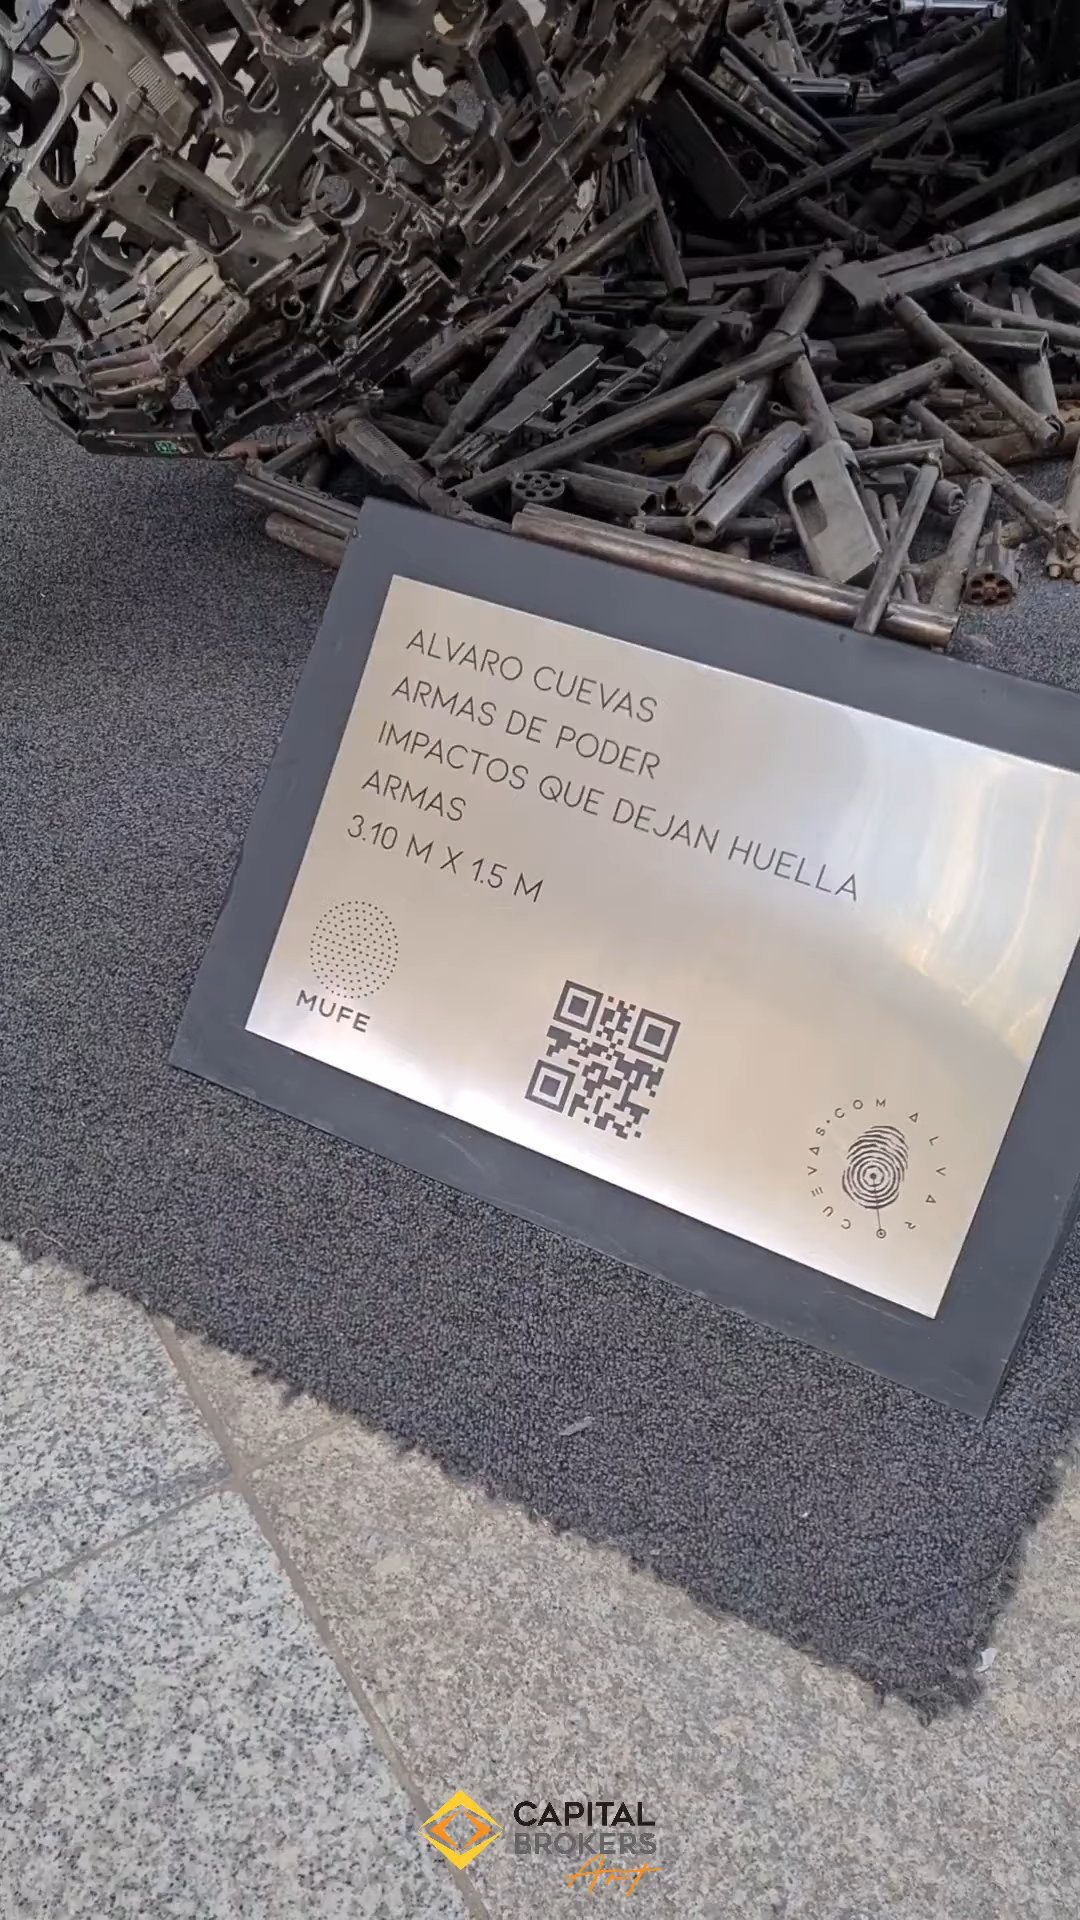 ALVARO CUEVAS
ARMAS DE PODER
IMPACTOS QUE DEJAN HUELLA
ARMAS
3.10 M X 1.5 M
MUFE
ALVAR CUEVAS.COM
CAPITAL
BROKERS
Art